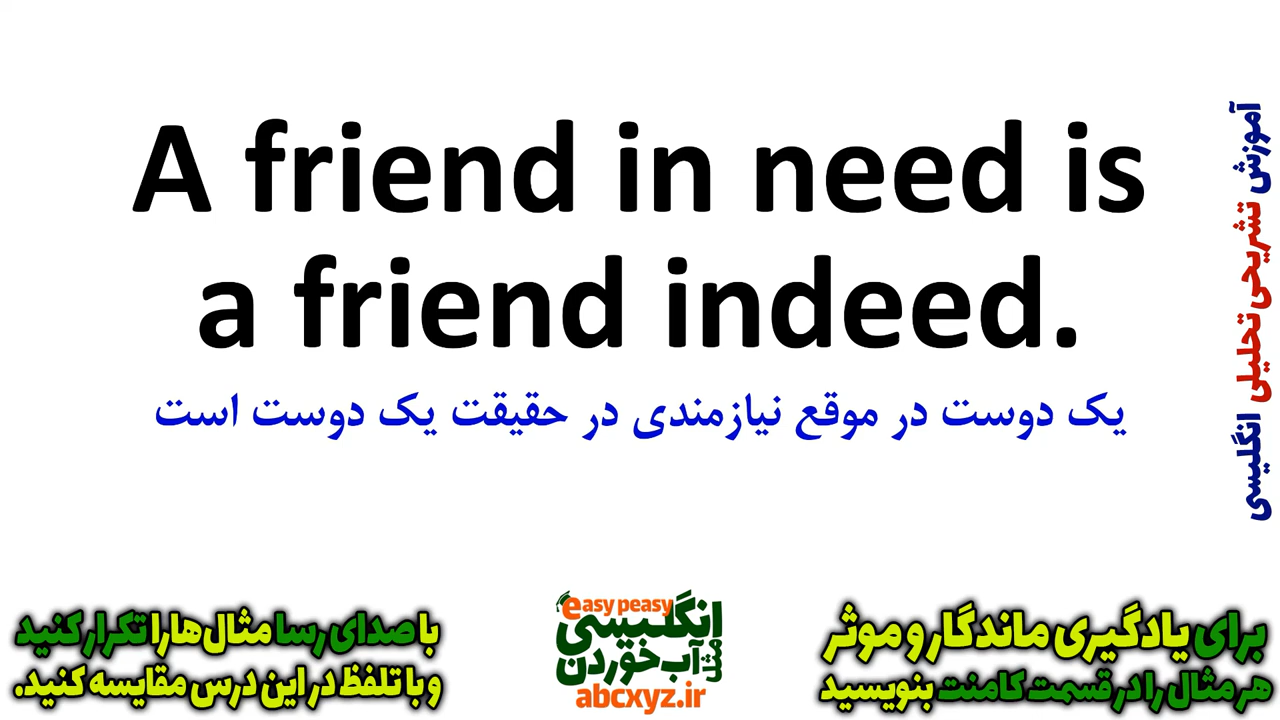 A friend in need is
a friend indeed.
یک دوست در موقع نیازمندی در حقیقت یک دوست است
آموزش تشریحی تحلیلی انگلیسی
برای یادگیری ماندگار و موثر
هر مثال را در قسمت کامنت بنویسید
easy peasy
انگلیسی
مثل آب خوردن
abcxyz.ir
با صدای رسا مثال‌ها را تکرار کنید
و با تلفظ در این درس مقایسه کنید.